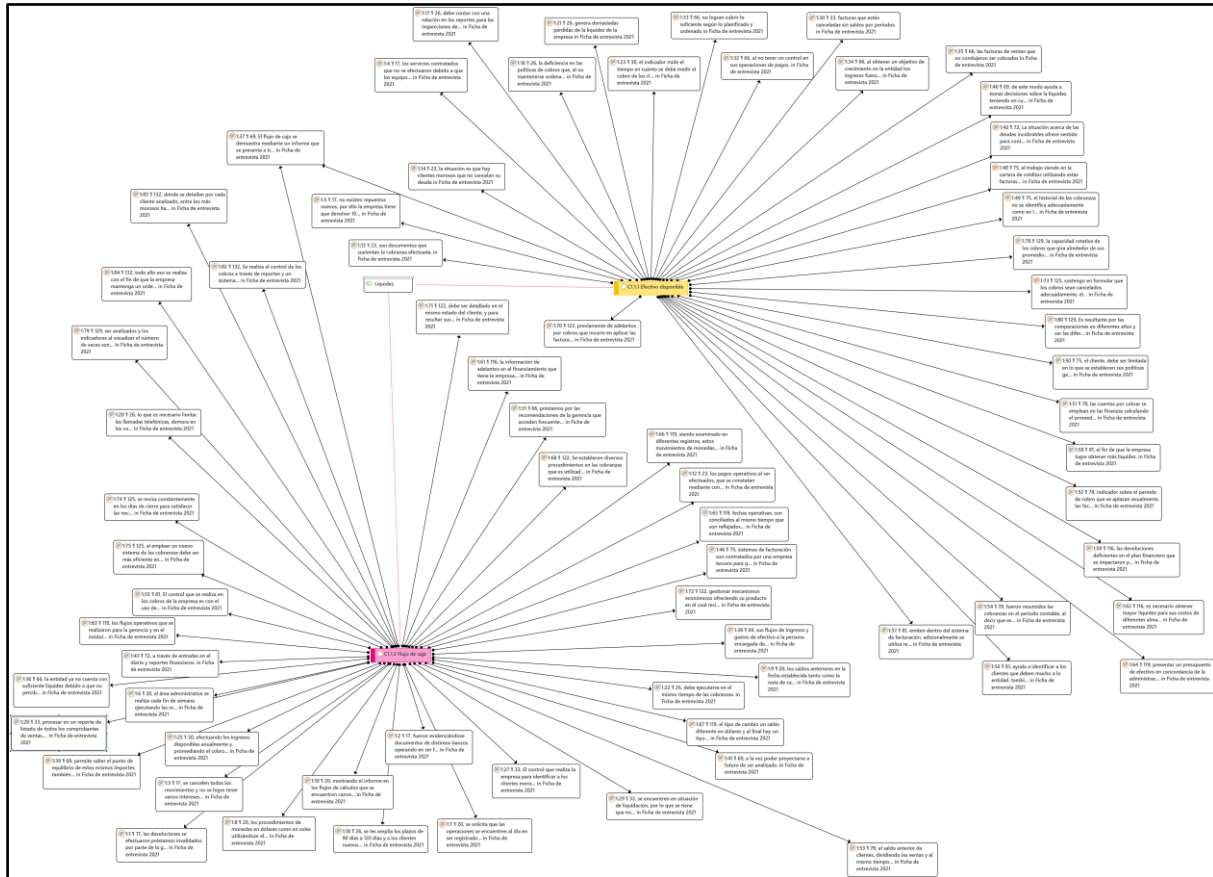 1:17 ¶ 26, debe contar con una
relación en los reportes para las
inspecciones de... in Ficha de
entrevista 2021
1:21 ¶ 26, genera demasiadas
pérdidas de la liquidez de la
empresa in Ficha de entrevista
2021
1:33 ¶ 66, no logran cubrir lo
suficiente según lo planificado y
ordenado in Ficha de entrevista
2021
1:30 ¶ 33, facturas que estén
canceladas sin saldos por periodos.
in Ficha de entrevista 2021
1:4 ¶ 17, los servicios contratados
que no se efectuaron debido a que
los equipo... in Ficha de entrevista
2021
1:16 ¶ 26, la deficiencia en las
políticas de cobros que, al no
mantenerse ordena... in Ficha de
entrevista 2021
1:23 ¶ 30, el indicador mide el
tiempo en cuánto se debe medir el
cobro de los cl... in Ficha de
entrevista 2021
1:32 ¶ 66, al no tener un control en
sus operaciones de pagos, in Ficha
de entrevista 2021
1:34 ¶ 66, al obtener un objetivo de
crecimiento en la entidad los
ingresos fuero... in Ficha de
entrevista 2021
1:35 ¶ 66, las facturas de ventas que
no condujeron ser cobrados in Ficha
de entrevista 2021
1:40 ¶ 69, de este modo ayuda a
tomar decisiones sobre la liquidez
teniendo en cu... in Ficha de
entrevista 2021
1:37 ¶ 69, El flujo de caja se
demuestra mediante un informe que
se presenta a tr... in Ficha de
entrevista 2021
1:42 ¶ 72, La situación acerca de las
deudas incobrables ofrece sentido
para cont... in Ficha de entrevista
2021
1:14 ¶ 23, la situación es que hay
clientes morosos que no cancelan su
deuda in Ficha de entrevista 2021
1:48 ¶ 75, el trabajo siendo en la
cartera de créditos utilizando estas
facturas... in Ficha de entrevista
2021
1:83 ¶ 132, donde se detallan por cada
cliente analizado, entre los más
morosos ha... in Ficha de entrevista
2021
1:5 ¶ 17, no existen repuestos
nuevos, por ello la empresa tiene
que devolver 10... in Ficha de
entrevista 2021
1:49 ¶ 75, el historial de las cobranzas
no se identifica adecuadamente
como en l... in Ficha de entrevista
2021
1:13 ¶ 23, son documentos que
sustentan la cobranza efectuada. in
Ficha de entrevista 2021
1:78 ¶ 129, la capacidad rotativa de
los cobros que gira alrededor de sus
promedio... in Ficha de entrevista
2021
1:84 ¶ 132, todo ello eso se realiza
con el fin de que la empresa
mantenga un orde... in Ficha de
entrevista 2021
1:82 ¶ 132, Se realiza el control de los
cobros a través de reportes y un
sistema... in Ficha de entrevista
2021
Liquidez
C1.1.1 Efectivo disponible
1:73 ¶ 125, sostengo en formular que
los cobros sean cancelados
adecuadamente, el... in Ficha de
entrevista 2021
1:71 ¶ 122, debe ser detallado en el
mismo estado del cliente, y para
resultar sus... in Ficha de entrevista
2021
1:70 ¶ 122, previamente de adelantos
por cobros que incurre en aplicar las
factura... in Ficha de entrevista 2021
1:80 ¶ 129, Es resultante por las
comparaciones en diferentes años y
ver las dife... in Ficha de entrevista
2021
1:79 ¶ 129, ser analizados y los
indicadores al visualizar el número
de veces son... in Ficha de entrevista
2021
1:50 ¶ 75, el cliente, debe ser limitada
en lo que se establecen sus políticas
ge... in Ficha de entrevista 2021
1:61 ¶ 116, la información de
adelantos en el financiamiento que
tiene la empresa... in Ficha de
entrevista 2021
1:51 ¶ 78, las cuentas por cobrar se
emplean en las finanzas calculando
el promed... in Ficha de entrevista
2021
1:31 ¶ 66, préstamos por las
recomendaciones de la gerencia que
acceden frecuente... in Ficha de
entrevista 2021
1:20 ¶ 26, lo que es necesario limitar
las llamadas telefónicas, demora en
los co... in Ficha de entrevista 2021
1:66 ¶ 119, siendo examinado en
diferentes registros, estos
movimientos de monedas... in Ficha
de entrevista 2021
1:58 ¶ 81, el fin de que la empresa
logre obtener más liquidez. in Ficha
de entrevista 2021
1:68 ¶ 122, Se establecen diversos
procedimientos en las cobranzas
que es utilizad... in Ficha de
entrevista 2021
1:12 ¶ 23, los pagos operativos al ser
efectuados, que se constatan
mediante con... in Ficha de
entrevista 2021
1:52 ¶ 78, indicador sobre el periodo
de cobro que se aplazan anualmente,
las fac... in Ficha de entrevista 2021
1:74 ¶ 125, se revisa constantemente
en los días de cierre para satisfacer
las nec... in Ficha de entrevista 2021
1:65 ¶ 119, fechas operativas, son
conciliados al mismo tiempo que
son reflejados... in Ficha de
entrevista 2021
1:75 ¶ 125, al emplear un nuevo
sistema de las cobranzas debe ser
más eficiente en... in Ficha de
entrevista 2021
1:46 ¶ 75, sistemas de facturación
son contratados por una empresa
tercero para q... in Ficha de
entrevista 2021
1:59 ¶ 116, las devoluciones
deficientes en el plan financiero que
se impactaron p... in Ficha de
entrevista 2021
1:55 ¶ 81, El control que se realiza en
los cobros de la empresa es con el
uso de... in Ficha de entrevista 2021
1:72 ¶ 122, gestionar mecanismos
económicos ofreciendo su producto
en el cual reci... in Ficha de
entrevista 2021
1:54 ¶ 78, fueron resumidos las
cobranzas en el periodo contable, al
decir que es... in Ficha de entrevista
2021
1:62 ¶ 116, es necesario obtener
mayor liquidez para sus costos de
diferentes alma... in Ficha de
entrevista 2021
1:63 ¶ 119, los flujos operativos que se
realizaron para la gerencia y en el
módul... in Ficha de entrevista 2021
1:38 ¶ 69, sus flujos de ingresos y
gastos de efectivo a la persona
encargada de... in Ficha de
entrevista 2021
1:57 ¶ 81, emiten dentro del sistema
de facturación, adicionalmente se
utiliza re... in Ficha de entrevista
2021
1:43 ¶ 72, a través de entradas en el
diario y reportes financieros. in
Ficha de entrevista 2021
C1.1.2 Flujo de caja
1:9 ¶ 20, los saldos anteriores en la
fecha establecida tanto como la
nota de ca... in Ficha de entrevista
2021
1:56 ¶ 81, ayuda a identificar a los
clientes que deben mucho a la
entidad, tambi... in Ficha de
entrevista 2021
1:64 ¶ 119, presentar un presupuesto
de efectivo en concordancia de la
administrac... in Ficha de entrevista
2021
1:36 ¶ 66, la entidad ya no cuenta con
suficiente liquidez debido a que no
percib... in Ficha de entrevista 2021
1:6 ¶ 20, el área administrativa se
realiza cada fin de semana
ejecutando las re... in Ficha de
entrevista 2021
1:22 ¶ 26, debe ejecutarse en el
mismo tiempo de las cobranzas. in
Ficha de entrevista 2021
1:28 ¶ 33, procesar en un reporte de
listado de todos los comprobantes
de ventas,... in Ficha de entrevista
2021
1:25 ¶ 30, efectuando los ingresos
disponibles anualmente y
promediando el cobro... in Ficha de
entrevista 2021
1:2 ¶ 17, fueron evidenciándose
documentos de distintos bancos
operando en ser f... in Ficha de
entrevista 2021
1:67 ¶ 119, el tipo de cambio un saldo
diferente en dólares y al final hay un
tipo... in Ficha de entrevista 2021
1:39 ¶ 69, permite saber el punto de
equilibrio de estos mismos importes,
también... in Ficha de entrevista
2021
1:41 ¶ 69, a la vez poder proyectarse a
futuro de ser analizado. in Ficha de
entrevista 2021
1:3 ¶ 17, se cancelen todos los
movimientos y no se logre tener
varios intereses... in Ficha de
entrevista 2021
1:10 ¶ 20, mostrando el informe en
los flujos de cálculos que se
encuentran cance... in Ficha de
entrevista 2021
1:27 ¶ 33, El control que realiza la
empresa para identificar a los
clientes moro... in Ficha de
entrevista 2021
1:29 ¶ 33, se encuentran en situación
de liquidación, por lo que se tiene
que ini... in Ficha de entrevista 2021
1:1 ¶ 17, las devoluciones se
efectuaron préstamos invalidados
por parte de la g... in Ficha de
entrevista 2021
1:8 ¶ 20, los procedimientos de
monedas en dólares como en soles
utilizándose el... in Ficha de
entrevista 2021
1:18 ¶ 26, se les amplía los plazos de
90 días a 120 días y a los clientes
nuevos... in Ficha de entrevista 2021
1:7 ¶ 20, se solicita que las
operaciones se encuentren al día en
ser registrado... in Ficha de
entrevista 2021
1:53 ¶ 78, el saldo anterior de
clientes, dividiendo las ventas y al
mismo tiempo... in Ficha de
entrevista 2021